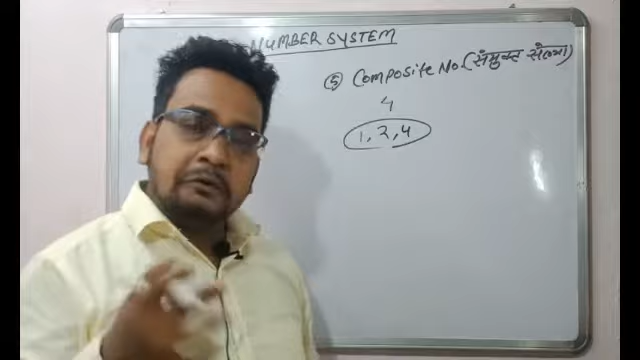 NUMBER SYSTEM
⑤ Composite No. (संयुक्त संख्या)
4
1, 2, 4